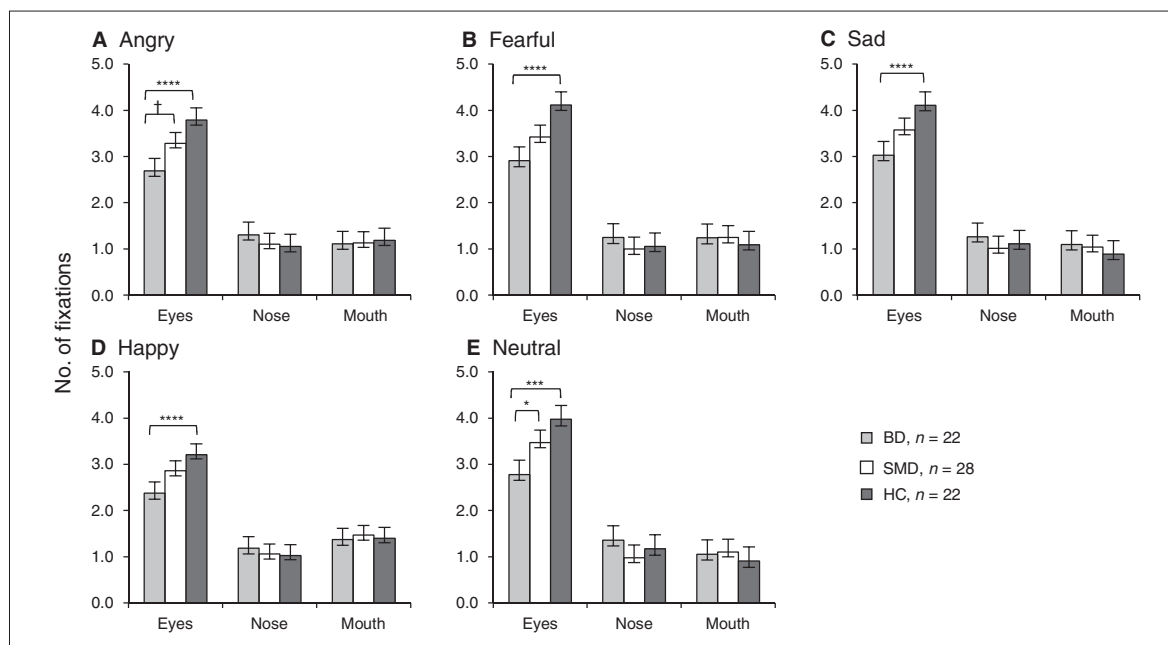 A Angry
5.0
4.0
3.0
2.0
1.0
0.0
****
†
Eyes Nose Mouth
B Fearful
5.0
4.0
3.0
2.0
1.0
0.0
****
Eyes Nose Mouth
C Sad
5.0
4.0
3.0
2.0
1.0
0.0
****
Eyes Nose Mouth
No. of fixations
D Happy
5.0
4.0
3.0
2.0
1.0
0.0
****
Eyes Nose Mouth
E Neutral
5.0
4.0
3.0
2.0
1.0
0.0
***
*
Eyes Nose Mouth
BD, n = 22
SMD, n = 28
HC, n = 22